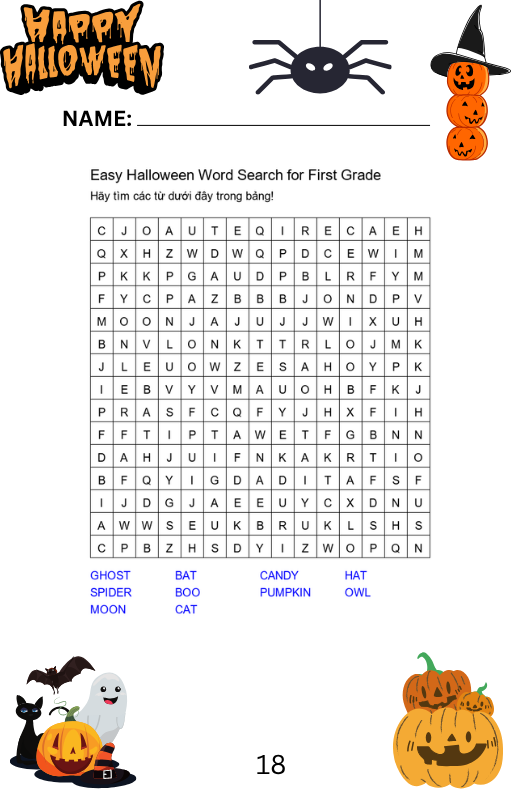 HAPPY
HALLOWEEN
NAME:
Easy Halloween Word Search for First Grade
Hãy tìm các từ dưới đây trong bảng!
C J O A U T E Q I R E C A E H
Q X H Z W D W Q P D C E W I M
P K K P G A U D P B L R F Y M
F Y C P A Z B B B J O N D P V
M O O N J A J U J J W I X U H
B N V L O N K T T R L O J M K
J L E U O W Z E S A H O Y P K
I E B V Y V M A U O H B F K J
P R A S F C Q F Y J H X F I H
F F T I P T A W E T F G B N N
D A H J U I F N K A K R T I O
B F Q Y I G D A D I T A F S F
I J D G J A E E U Y C X D N U
A W W S E U K B R U K L S H S
C P B Z H S D Y I Z W O P Q N
GHOST BAT CANDY HAT
SPIDER BOO PUMPKIN OWL
MOON CAT
18